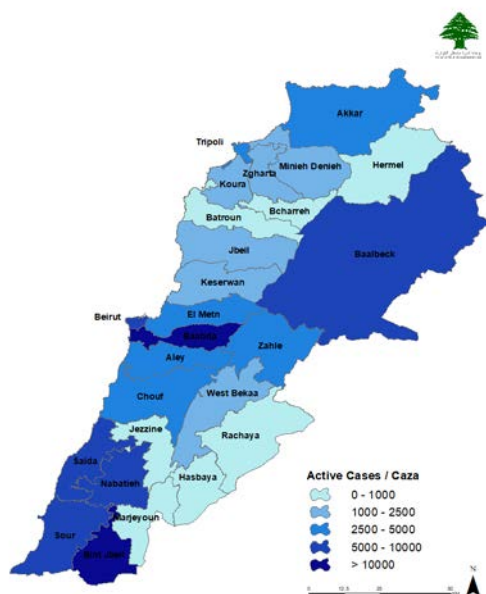 Akkar
Tripoli
Hermel
Minieh Denieh
Zgharta
Koura
Bcharreh
Batroun
Jbeil
Baalbeck
Keserwan
El Metn
Beirut
Baabda
Zahle
Aley
West Bekaa
Chouf
Jezzine
Rachaya
Saida
Hasbaya
Nabatieh
Marjeyoun
Sour
Bint Jbeil
Active Cases / Caza
0 - 1000
1000 - 2500
2500 - 5000
5000 - 10000
> 10000
N